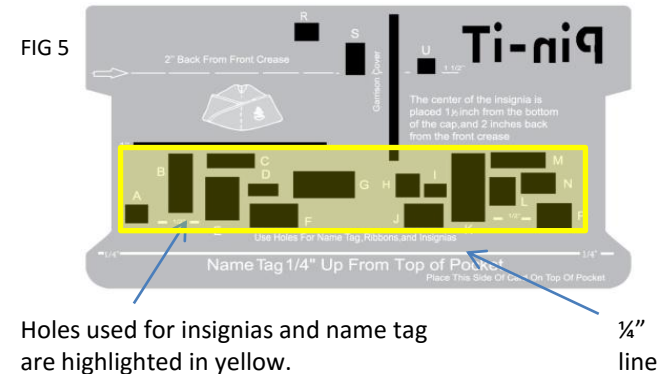 FIG 5
R
S
U
Pin-iT
2" Back From Front Crease
1 1/2"
Garrison Cover
The center of the insignia is
placed 1½ inch from the bottom
of the cap,and 2 inches back
from the front crease
A
B
C
D
E
F
G
H
I
J
K
L
M
N
P
1/2"
1/2"
Use Holes For Name Tag,Ribbons,and Insignias
1/4"
1/4"
Name Tag 1/4" Up From Top of Pocket
Place This Side Of Card On Top Of Pocket
Holes used for insignias and name tag
are highlighted in yellow.
¼"
line